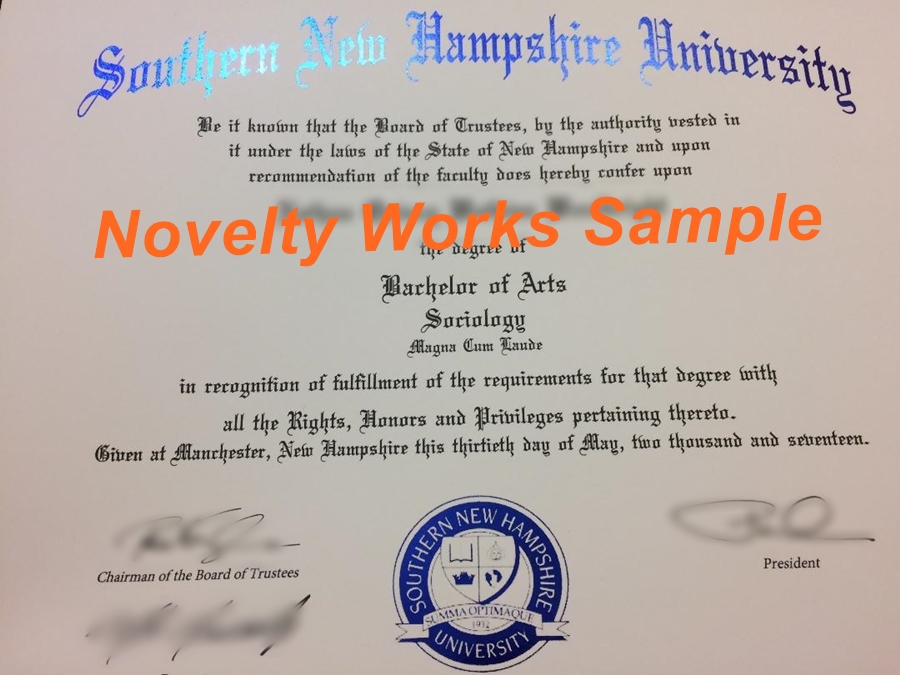 Southern New Hampshire University
Be it known that the Board of Trustees, by the authority vested in
it under the laws of the State of New Hampshire and upon
recommendation of the faculty does hereby confer upon
Novelty Works Sample
the degree of
Bachelor of Arts
Sociology
Magna Cum Laude
in recognition of fulfillment of the requirements for that degree with
all the Rights, Honors and Privileges pertaining thereto.
Given at Manchester, New Hampshire this thirtieth day of May, two thousand and seventeen.
Chairman of the Board of Trustees
President
SOUTHERN NEW HAMPSHIRE
SUMMA OPTIMAQUE
1932
UNIVERSITY